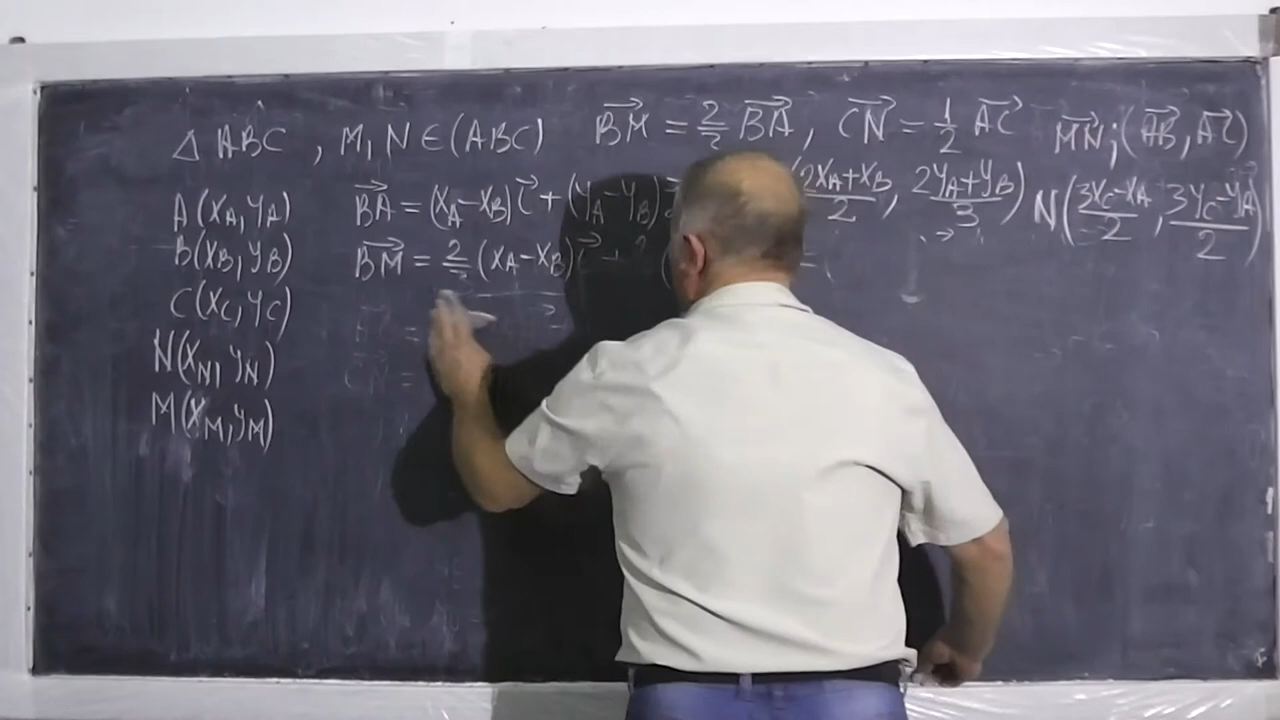 △ ABC , M, N ∈ (ABC) BM⃗ = 2/3 BA⃗ , CN⃗ = 1/2 AC⃗ MN⃗ ; (AB⃗, AC⃗)
A(x_A, y_A) BA⃗ = (x_A − x_B) i⃗ + (y_A − y_B) (2x_A + x_B)/2 , (2y_A + y_B)/3) N((3x_C − x_A)/2 , (3y_C − y_A)/2)
B(x_B, y_B) BM⃗ = 2/3 (x_A − x_B) i⃗ +
C(x_C, y_C)
N(x_N, y_N)
M(x_M, y_M)